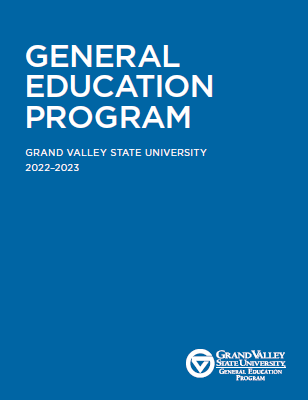 GENERAL
EDUCATION
PROGRAM
GRAND VALLEY STATE UNIVERSITY
2022–2023
GRAND VALLEY
STATE UNIVERSITY.
GENERAL EDUCATION
PROGRAM